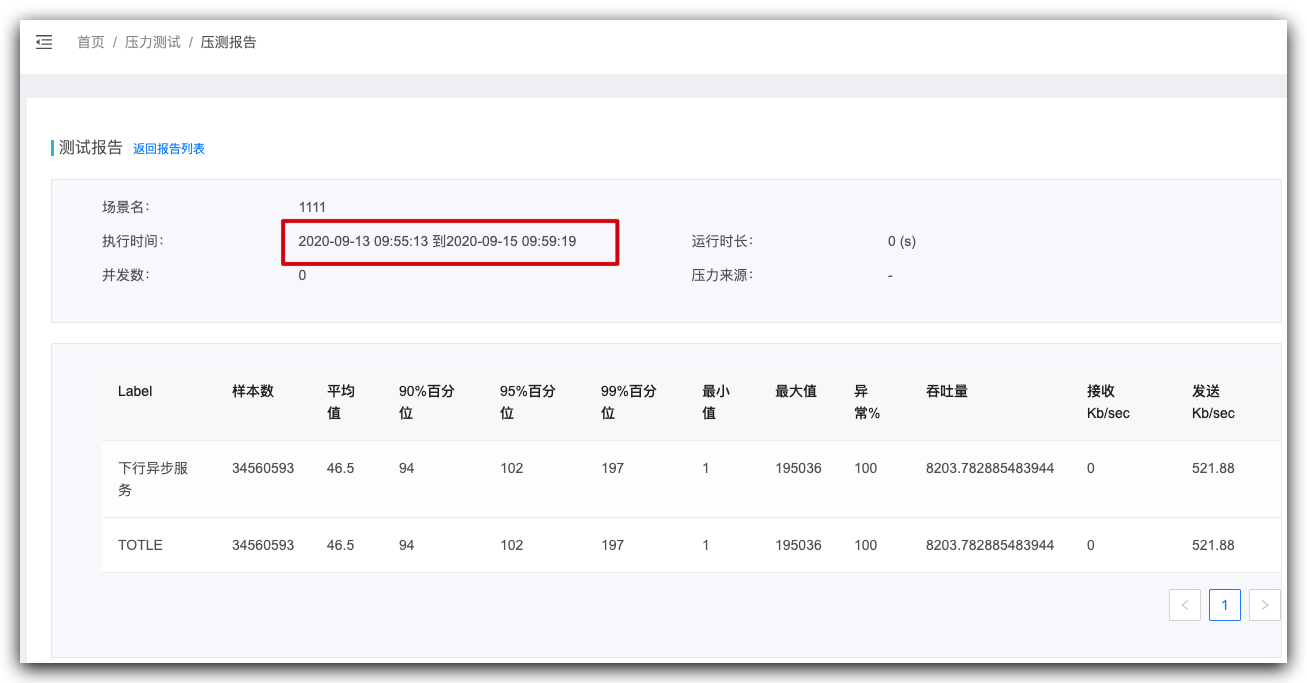 首页 / 压力测试 / 压测报告
测试报告 返回报告列表
场景名: 1111
执行时间: 2020-09-13 09:55:13 到2020-09-15 09:59:19 运行时长: 0 (s)
并发数: 0 压力来源: -
Label 样本数 平均 90%百分 95%百分 99%百分 最小 最大值 异 吞吐量 接收 发送
值 位 位 位 值 常% Kb/sec Kb/sec
下行异步服 34560593 46.5 94 102 197 1 195036 100 8203.782885483944 0 521.88
务
TOTLE 34560593 46.5 94 102 197 1 195036 100 8203.782885483944 0 521.88
< 1 >